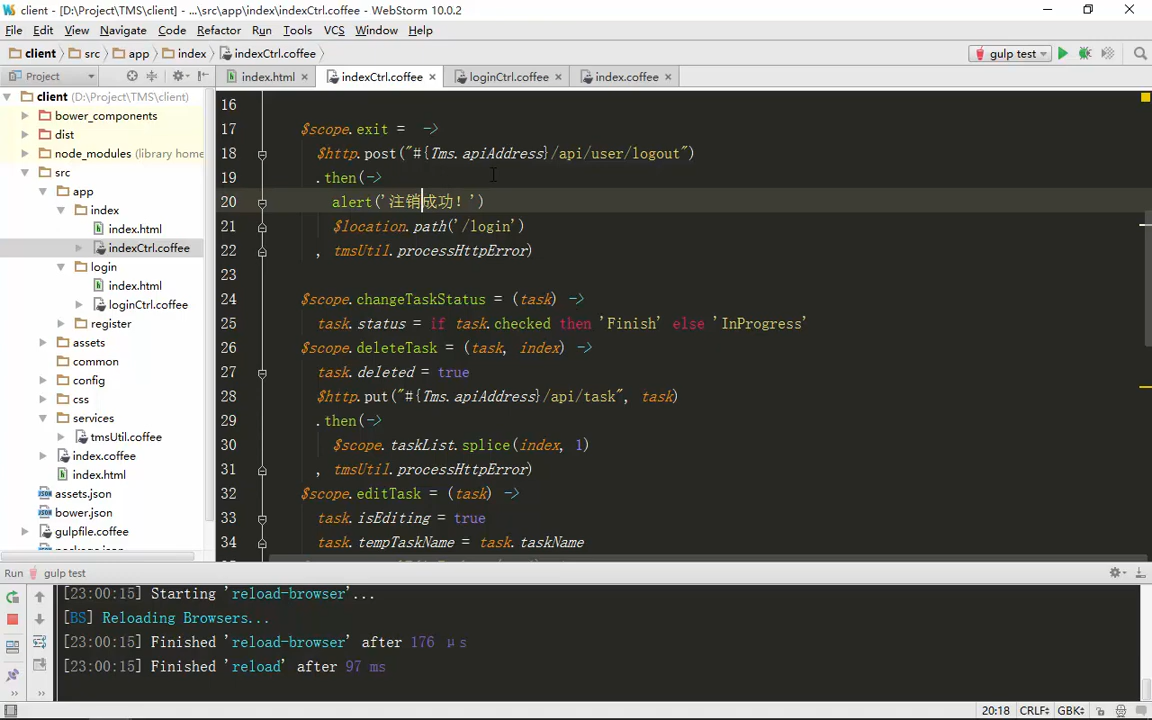 client - [D:\Project\TMS\client] - ...\src\app\index\indexCtrl.coffee - WebStorm 10.0.2
File Edit View Navigate Code Refactor Run Tools VCS Window Help
client src app index indexCtrl.coffee gulp test
Project index.html indexCtrl.coffee loginCtrl.coffee index.coffee
client (D:\Project\TMS\client)
bower_components
dist
node_modules (library home
src
app
index
index.html
indexCtrl.coffee
login
index.html
loginCtrl.coffee
register
assets
common
config
css
services
tmsUtil.coffee
index.coffee
index.html
assets.json
bower.json
gulpfile.coffee
16
17 $scope.exit = ->
18 $http.post("#{Tms.apiAddress}/api/user/logout")
19 .then(->
20 alert('注销成功！')
21 $location.path('/login')
22 , tmsUtil.processHttpError)
23
24 $scope.changeTaskStatus = (task) ->
25 task.status = if task.checked then 'Finish' else 'InProgress'
26 $scope.deleteTask = (task, index) ->
27 task.deleted = true
28 $http.put("#{Tms.apiAddress}/api/task", task)
29 .then(->
30 $scope.taskList.splice(index, 1)
31 , tmsUtil.processHttpError)
32 $scope.editTask = (task) ->
33 task.isEditing = true
34 task.tempTaskName = task.taskName
Run gulp test
[23:00:15] Starting 'reload-browser'...
[BS] Reloading Browsers...
[23:00:15] Finished 'reload-browser' after 176 μs
[23:00:15] Finished 'reload' after 97 ms
20:18 CRLF GBK